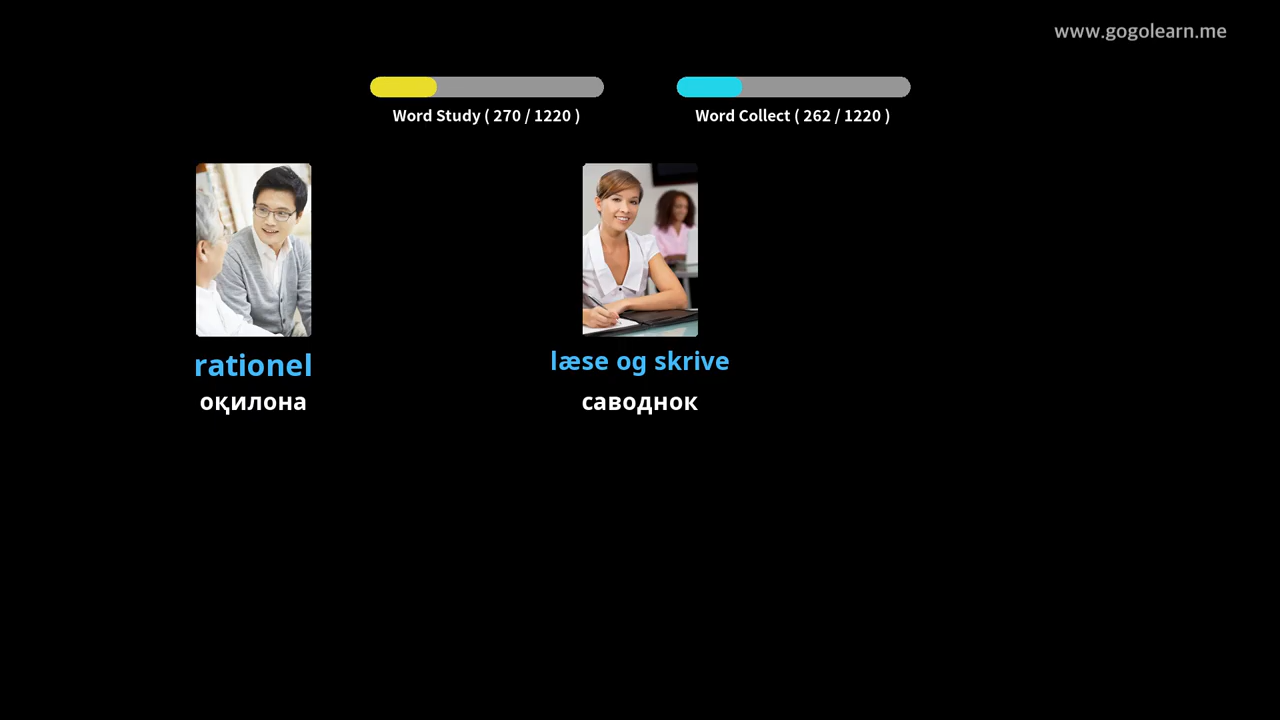 www.gogolearn.me
Word Study ( 270 / 1220 )
Word Collect ( 262 / 1220 )
rationel
оқилона
læse og skrive
саводнок